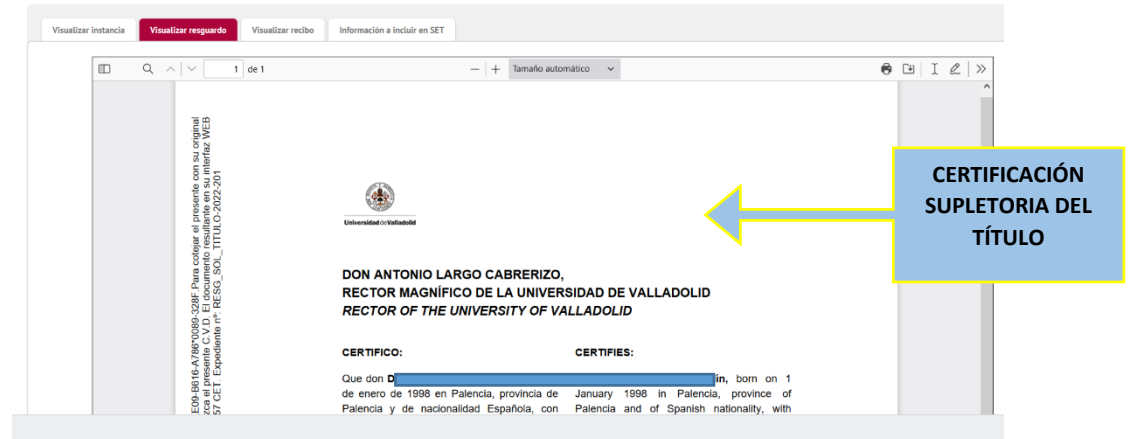 Visualizar instancia
Visualizar resguardo
Visualizar recibo
Información a incluir en SET
1 de 1
Tamaño automático
E09-B616-A786*0089-328F.Para cotejar el presente con su original
zca el presente C.V.D. El documento resultante en su interfaz WEB
57 CET. Expediente nº: RESG_SOL_TITULO-2022-201
Universidad de Valladolid
CERTIFICACIÓN
SUPLETORIA DEL
TÍTULO
DON ANTONIO LARGO CABRERIZO,
RECTOR MAGNÍFICO DE LA UNIVERSIDAD DE VALLADOLID
RECTOR OF THE UNIVERSITY OF VALLADOLID
CERTIFICO:
Que don D
de enero de 1998 en Palencia, provincia de
Palencia y de nacionalidad Española, con
CERTIFIES:
ín, born on 1
January 1998 in Palencia, province of
Palencia and of Spanish nationality, with